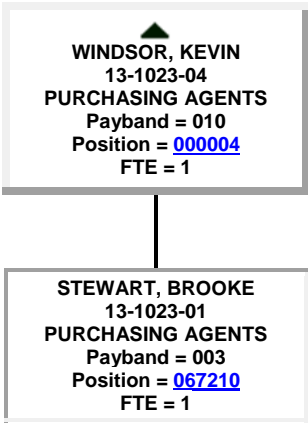 WINDSOR, KEVIN
13-1023-04
PURCHASING AGENTS
Payband = 010
Position = 000004
FTE = 1
STEWART, BROOKE
13-1023-01
PURCHASING AGENTS
Payband = 003
Position = 067210
FTE = 1